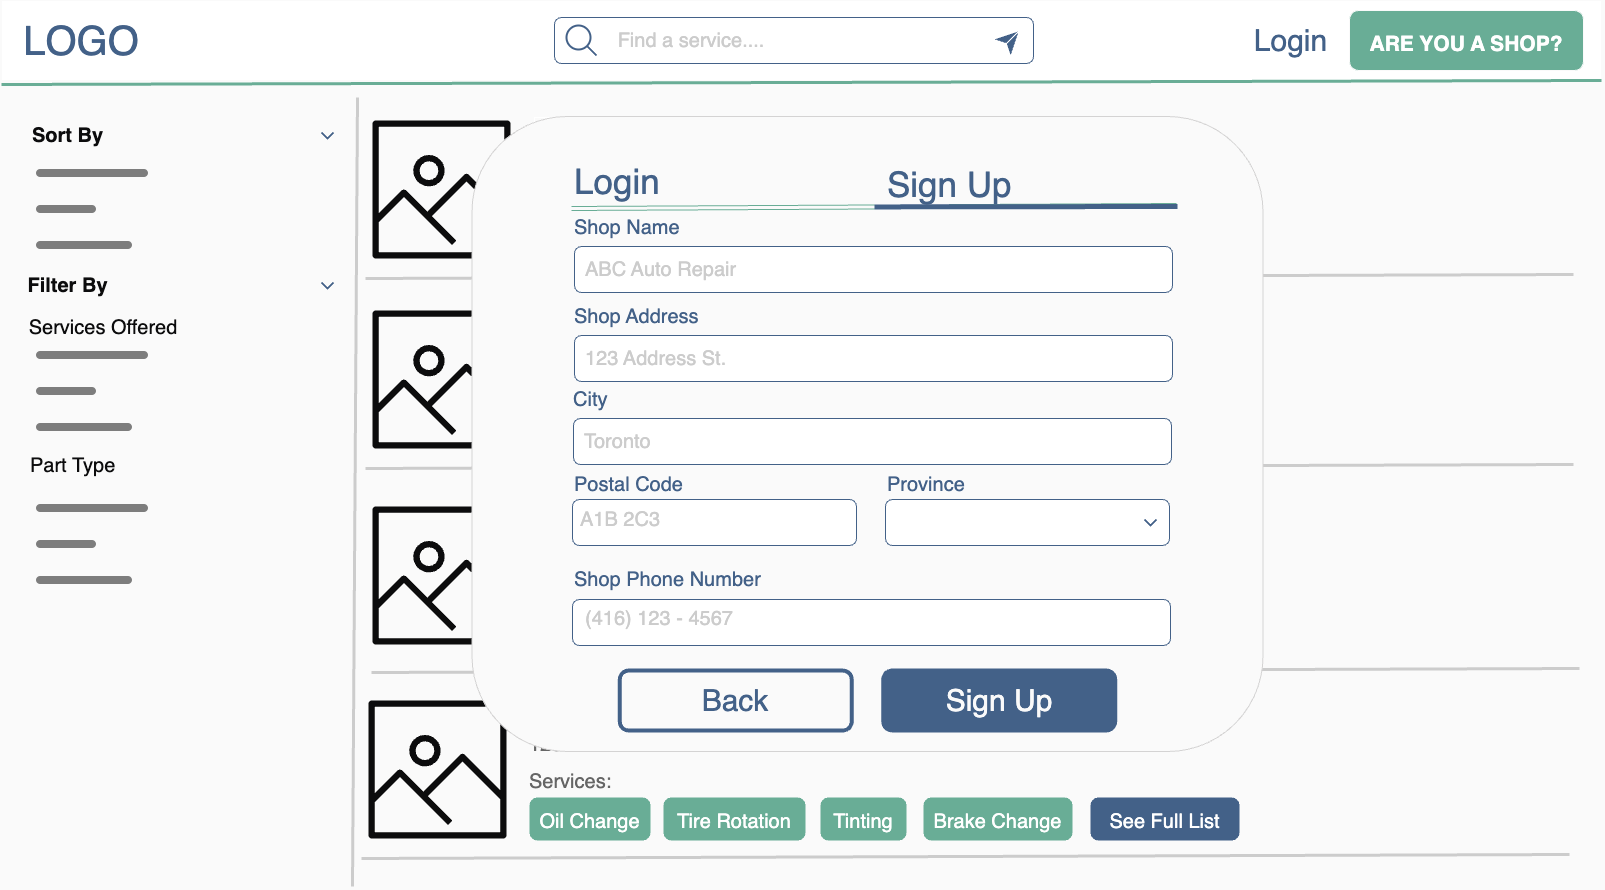 LOGO
Find a service....
Login
ARE YOU A SHOP?
Sort By
Filter By
Services Offered
Part Type
Login
Sign Up
Shop Name
ABC Auto Repair
Shop Address
123 Address St.
City
Toronto
Postal Code
Province
A1B 2C3
Shop Phone Number
(416) 123 - 4567
Back
Sign Up
Services:
Oil Change
Tire Rotation
Tinting
Brake Change
See Full List